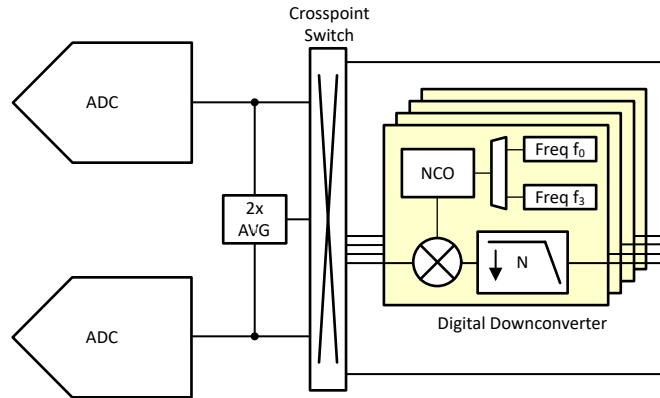 Crosspoint
Switch
ADC
2x
AVG
ADC
NCO
Freq f₀
Freq f₃
N
Digital Downconverter